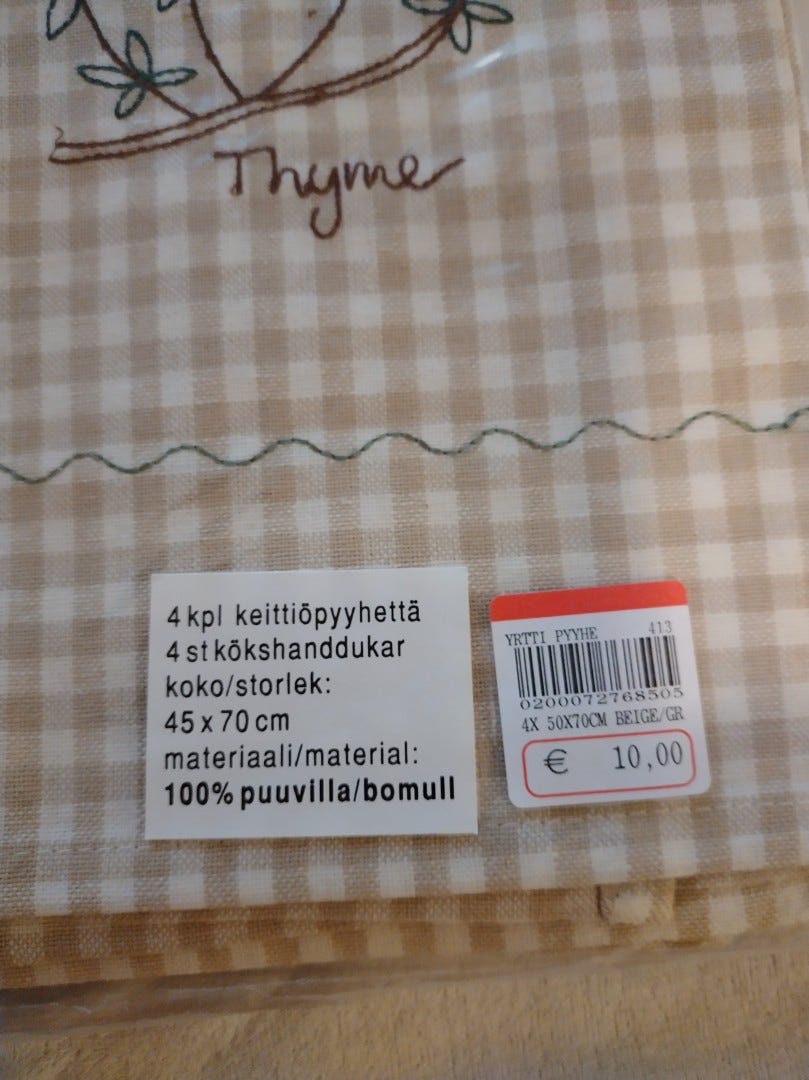 Thyme
4 kpl keittiöpyyhettä
4 st kökshanddukar
koko/storlek:
45 x 70 cm
materiaali/material:
100% puuvilla/bomull
YRTTI PYYHE 413
0200072768505
4X 50X70CM BEIGE/GR
€ 10,00